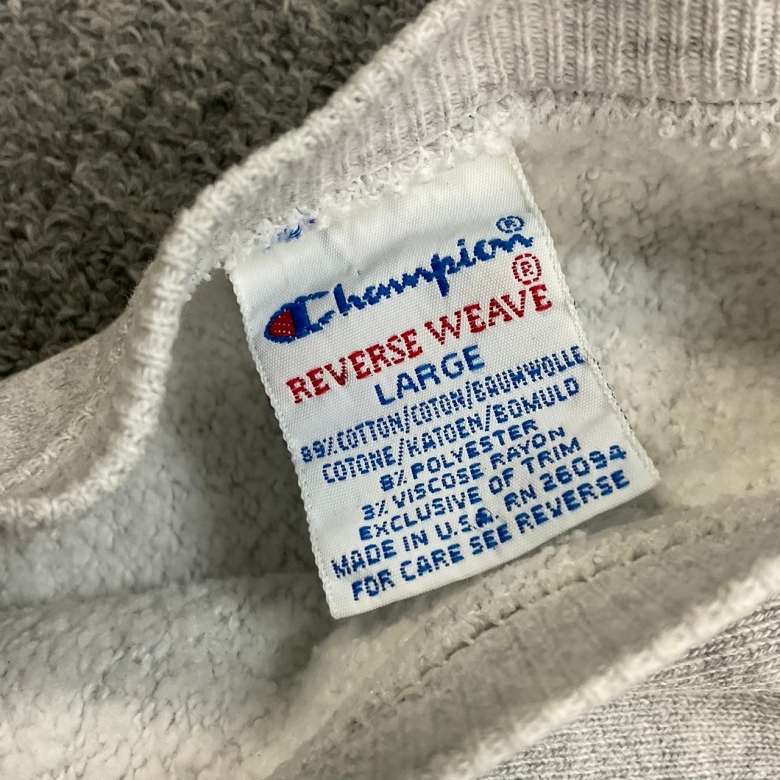 Champion®
®
REVERSE WEAVE
LARGE
89% COTTON/COTON/BAUMWOLLE
COTONE/KATOEN/BOMULD
8% POLYESTER
3% VISCOSE RAYON
EXCLUSIVE OF TRIM
MADE IN U.S.A. RN 26094
FOR CARE SEE REVERSE